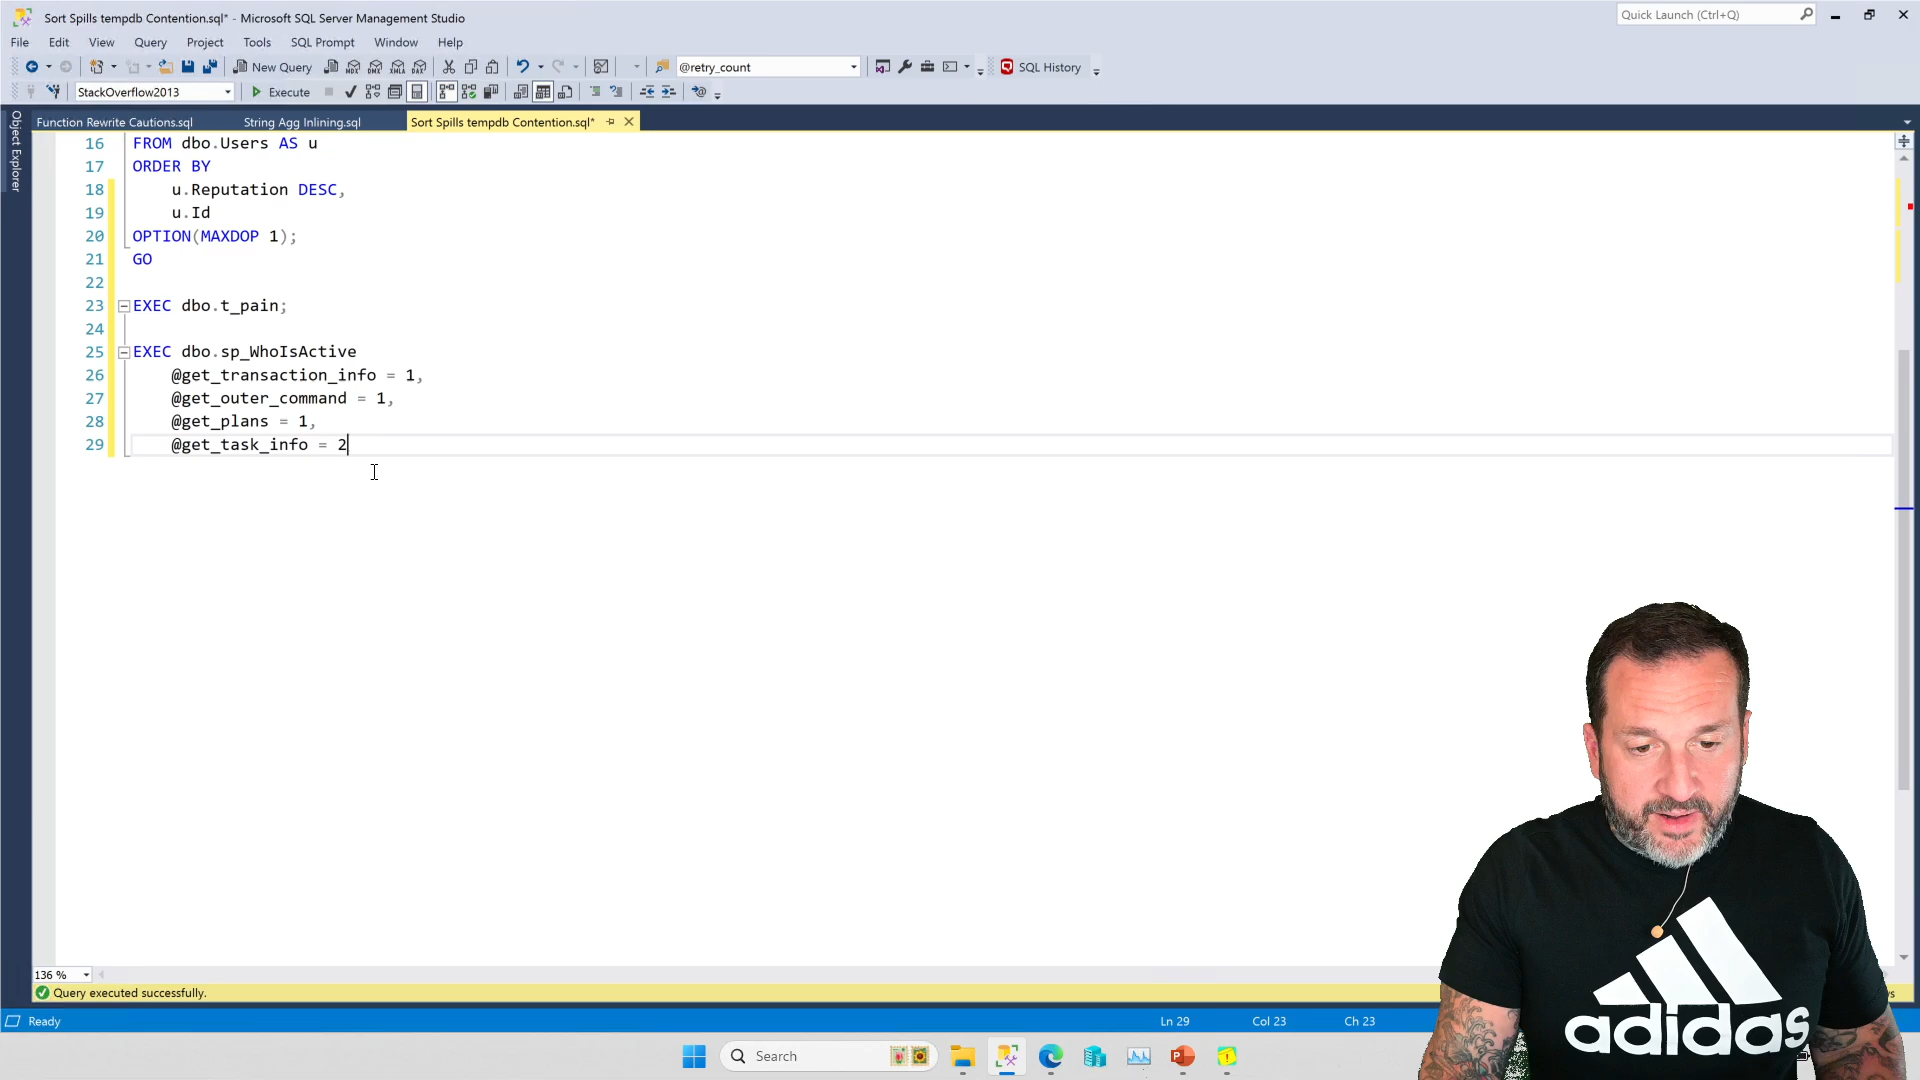 Sort Spills tempdb Contention.sql* - Microsoft SQL Server Management Studio
Quick Launch (Ctrl+Q)
File Edit View Query Project Tools SQL Prompt Window Help
New Query
MDX DMX XMLA DAX
@retry_count
SQL History
StackOverflow2013
Execute
Object Explorer
Function Rewrite Cautions.sql
String Agg Inlining.sql
Sort Spills tempdb Contention.sql*
16 FROM dbo.Users AS u
17 ORDER BY
18 u.Reputation DESC,
19 u.Id
20 OPTION(MAXDOP 1);
21 GO
22
23 EXEC dbo.t_pain;
24
25 EXEC dbo.sp_WhoIsActive
26 @get_transaction_info = 1,
27 @get_outer_command = 1,
28 @get_plans = 1,
29 @get_task_info = 2
136 %
Query executed successfully.
Ready
Ln 29
Col 23
Ch 23
Search
adidas